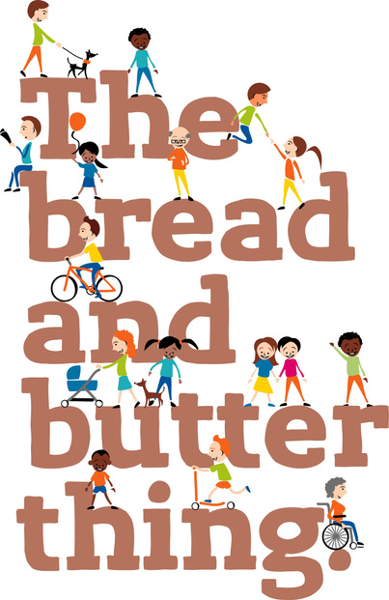 The
bread
and
butter
thing.